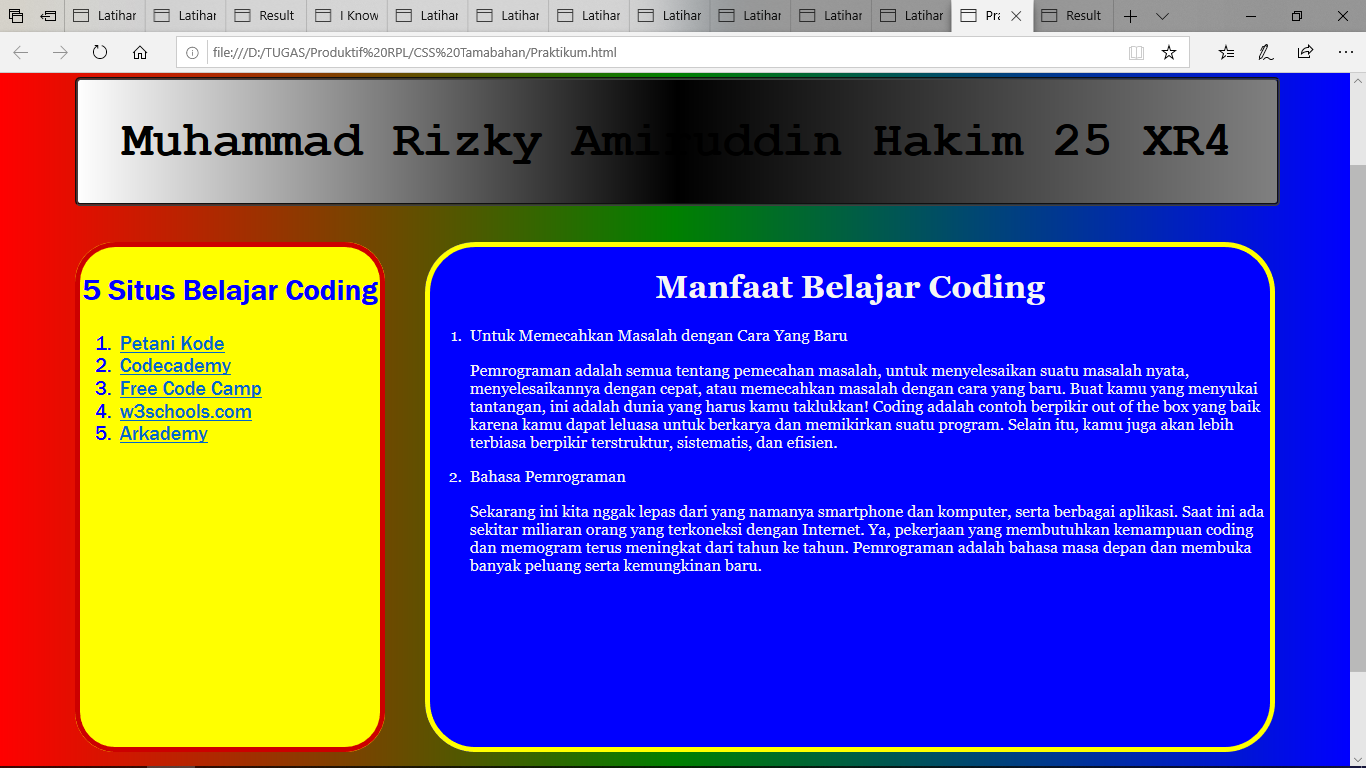 Latihar Latihar Result I Know Latihar Latihar Latihar Latihar Latihar Latihar Latihar Pra Result
file:///D:/TUGAS/Produktif%20RPL/CSS%20Tamabahan/Praktikum.html
Muhammad Rizky Amiruddin Hakim 25 XR4
5 Situs Belajar Coding
1. Petani Kode
2. Codecademy
3. Free Code Camp
4. w3schools.com
5. Arkademy
Manfaat Belajar Coding
1. Untuk Memecahkan Masalah dengan Cara Yang Baru
Pemrograman adalah semua tentang pemecahan masalah, untuk menyelesaikan suatu masalah nyata,
menyelesaikannya dengan cepat, atau memecahkan masalah dengan cara yang baru. Buat kamu yang menyukai
tantangan, ini adalah dunia yang harus kamu taklukkan! Coding adalah contoh berpikir out of the box yang baik
karena kamu dapat leluasa untuk berkarya dan memikirkan suatu program. Selain itu, kamu juga akan lebih
terbiasa berpikir terstruktur, sistematis, dan efisien.
2. Bahasa Pemrograman
Sekarang ini kita nggak lepas dari yang namanya smartphone dan komputer, serta berbagai aplikasi. Saat ini ada
sekitar miliaran orang yang terkoneksi dengan Internet. Ya, pekerjaan yang membutuhkan kemampuan coding
dan memogram terus meningkat dari tahun ke tahun. Pemrograman adalah bahasa masa depan dan membuka
banyak peluang serta kemungkinan baru.